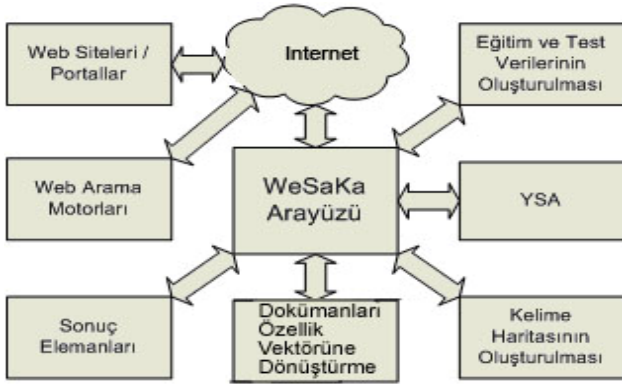 Web Siteleri /
Portallar
Internet
Eğitim ve Test
Verilerinin
Oluşturulması
Web Arama
Motorları
WeSaKa
Arayüzü
YSA
Sonuç
Elemanları
Dokümanları
Özellik
Vektörüne
Dönüştürme
Kelime
Haritasının
Oluşturulması